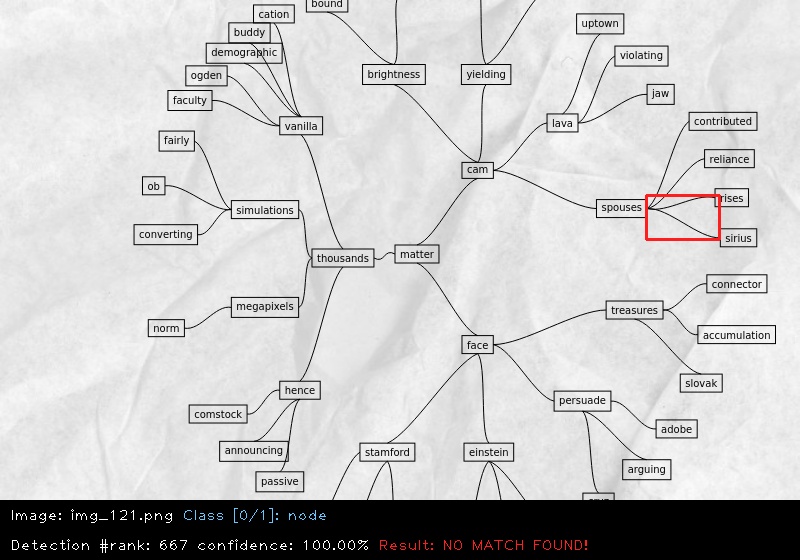 cation
bound
buddy
uptown
demographic
violating
ogden
brightness
yielding
faculty
jaw
vanilla
lava
contributed
fairly
reliance
cam
ob
rises
simulations
spouses
converting
sirius
thousands
matter
connector
megapixels
treasures
norm
accumulation
face
slovak
hence
persuade
comstock
adobe
announcing
stamford
einstein
arguing
passive
Image: img_121.png Class [0/1]: node
Detection #rank: 667 confidence: 100.00% Result: NO MATCH FOUND!